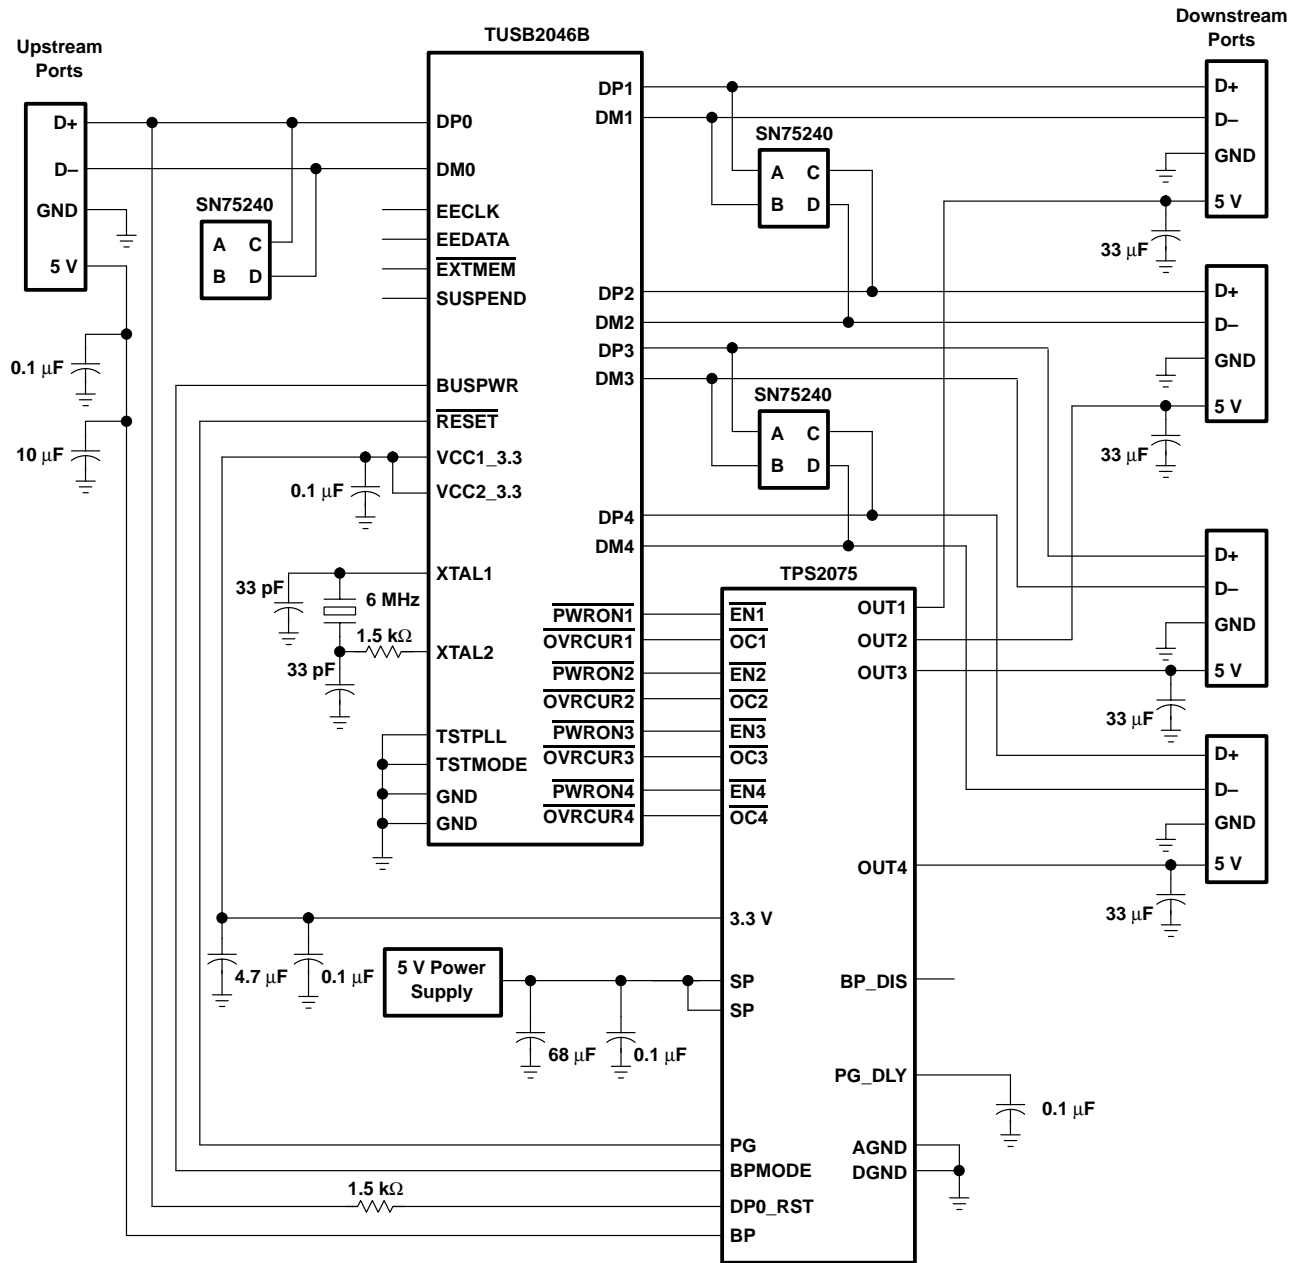 Upstream
Ports
D+
D–
GND
5 V
0.1 μF
10 μF
SN75240
A C
B D
TUSB2046B
DP0
DM0
EECLK
EEDATA
EXTMEM
SUSPEND
BUSPWR
RESET
VCC1_3.3
VCC2_3.3
0.1 μF
XTAL1
33 pF
6 MHz
1.5 kΩ
XTAL2
33 pF
TSTPLL
TSTMODE
GND
GND
DP1
DM1
DP2
DM2
DP3
DM3
DP4
DM4
PWRON1
OVRCUR1
PWRON2
OVRCUR2
PWRON3
OVRCUR3
PWRON4
OVRCUR4
SN75240
A C
B D
SN75240
A C
B D
TPS2075
EN1
OC1
EN2
OC2
EN3
OC3
EN4
OC4
3.3 V
SP
SP
PG
BPMODE
DP0_RST
BP
OUT1
OUT2
OUT3
OUT4
BP_DIS
PG_DLY
AGND
DGND
0.1 μF
4.7 μF
0.1 μF
5 V Power
Supply
68 μF
0.1 μF
1.5 kΩ
Downstream
Ports
D+
D–
GND
5 V
33 μF
D+
D–
GND
5 V
33 μF
D+
D–
GND
5 V
33 μF
D+
D–
GND
5 V
33 μF